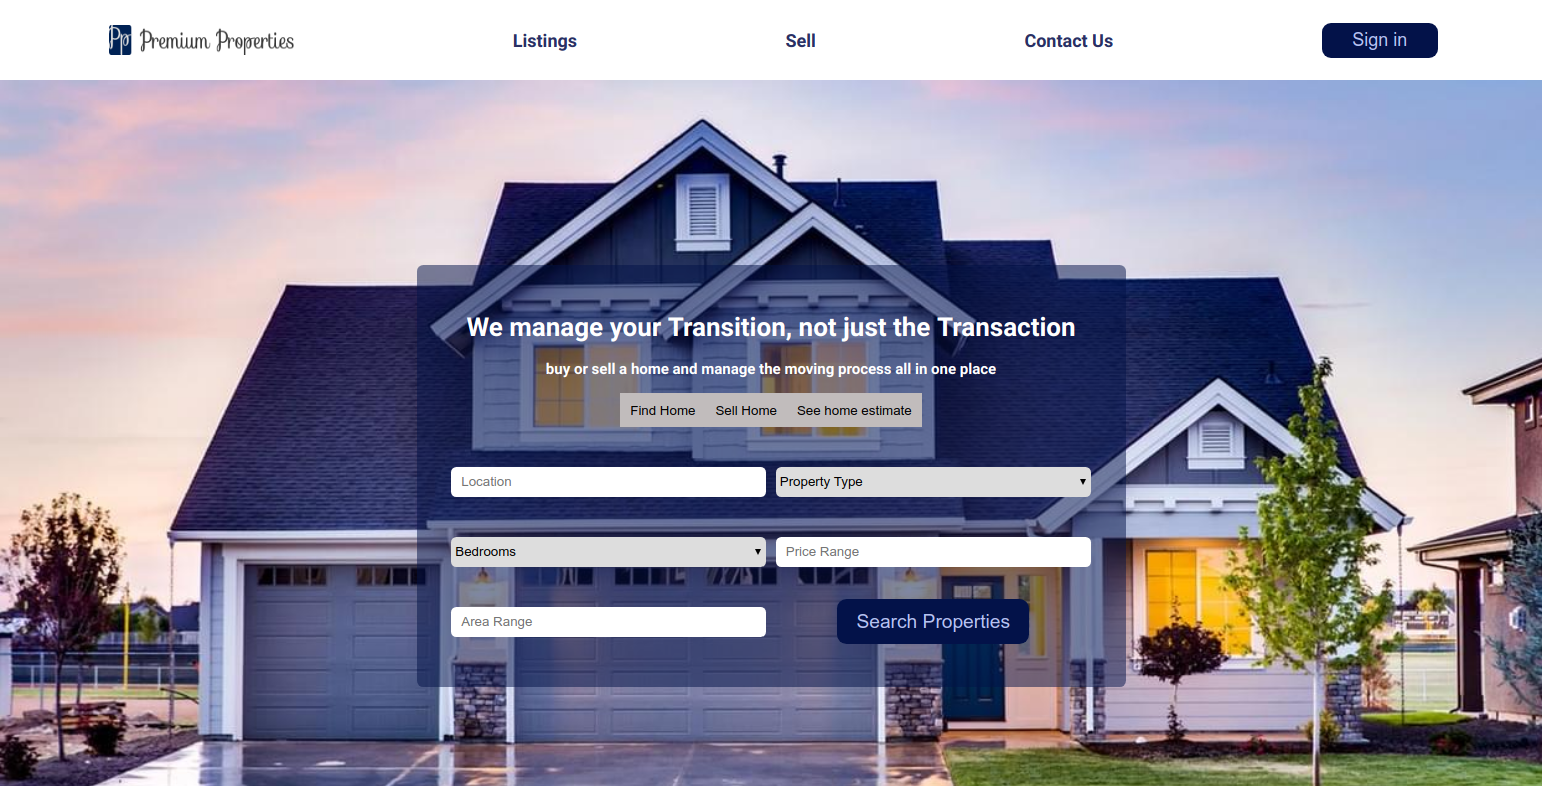 Pp Premium Properties
Listings
Sell
Contact Us
Sign in
We manage your Transition, not just the Transaction
buy or sell a home and manage the moving process all in one place
Find Home Sell Home See home estimate
Location
Property Type
Bedrooms
Price Range
Area Range
Search Properties